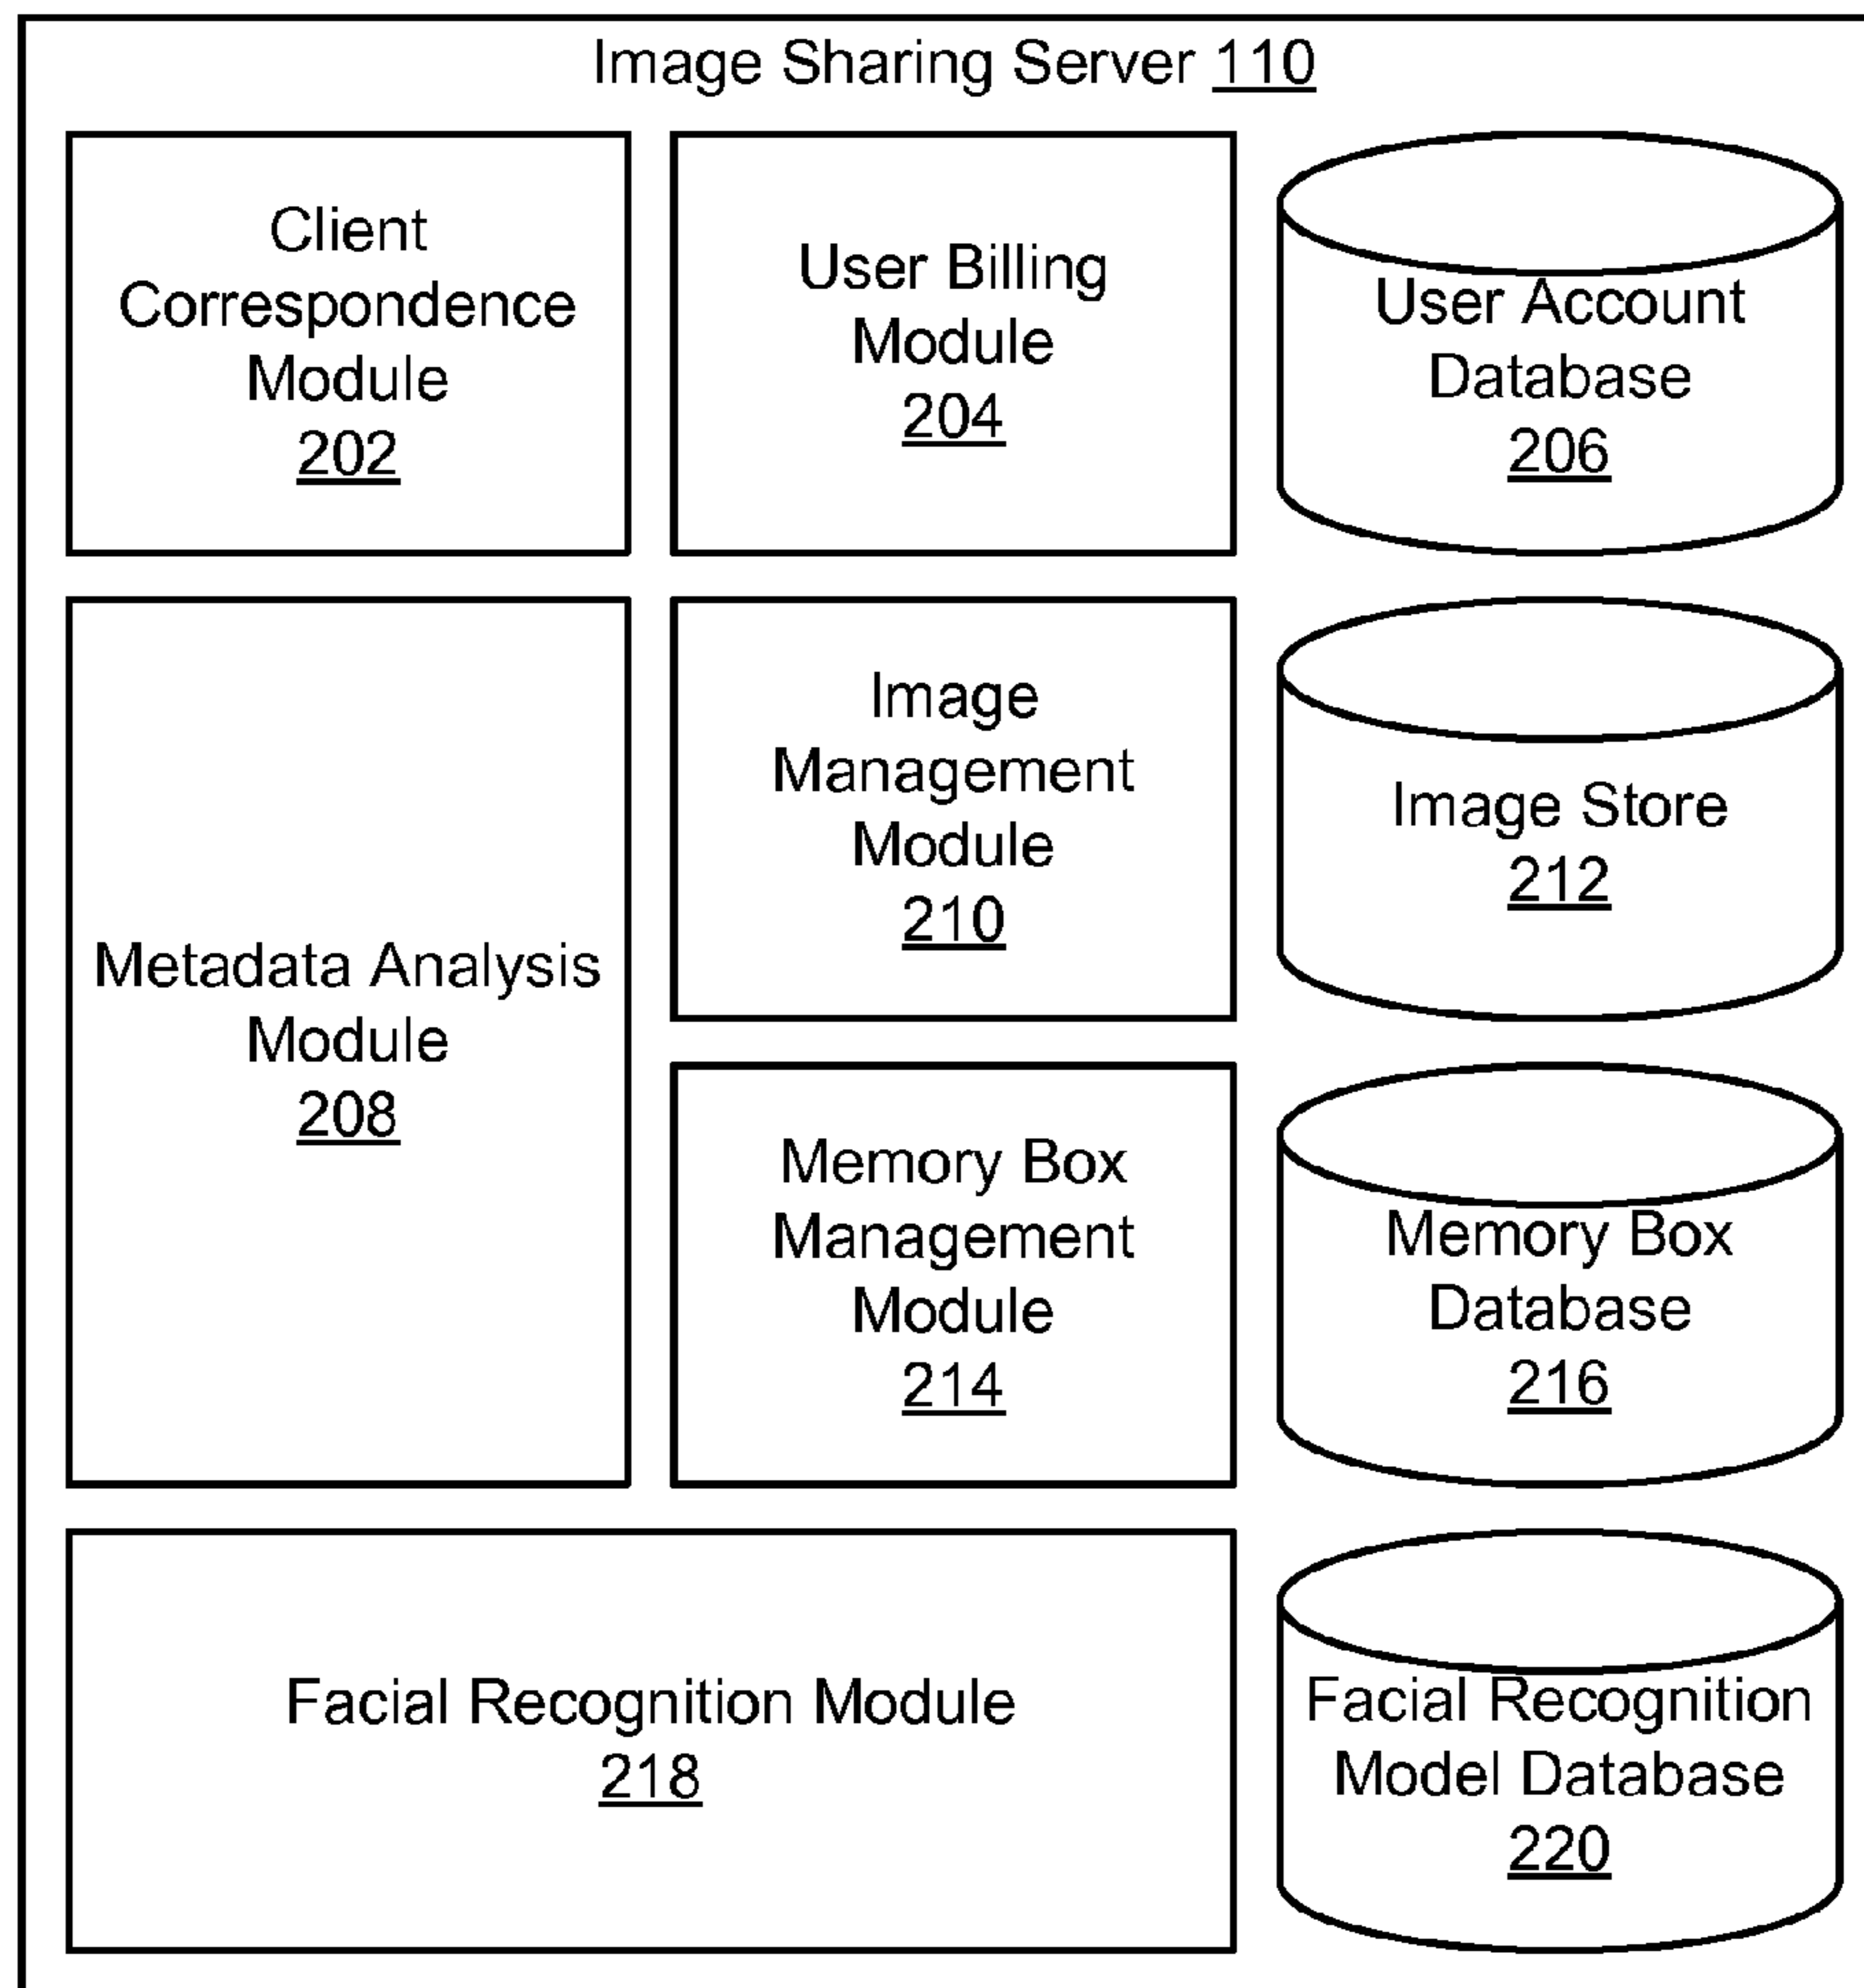 Image Sharing Server 110
Client
Correspondence
Module
202
User Billing
Module
204
User Account
Database
206
Metadata Analysis
Module
208
Image
Management
Module
210
Image Store
212
Memory Box
Management
Module
214
Memory Box
Database
216
Facial Recognition Module
218
Facial Recognition
Model Database
220